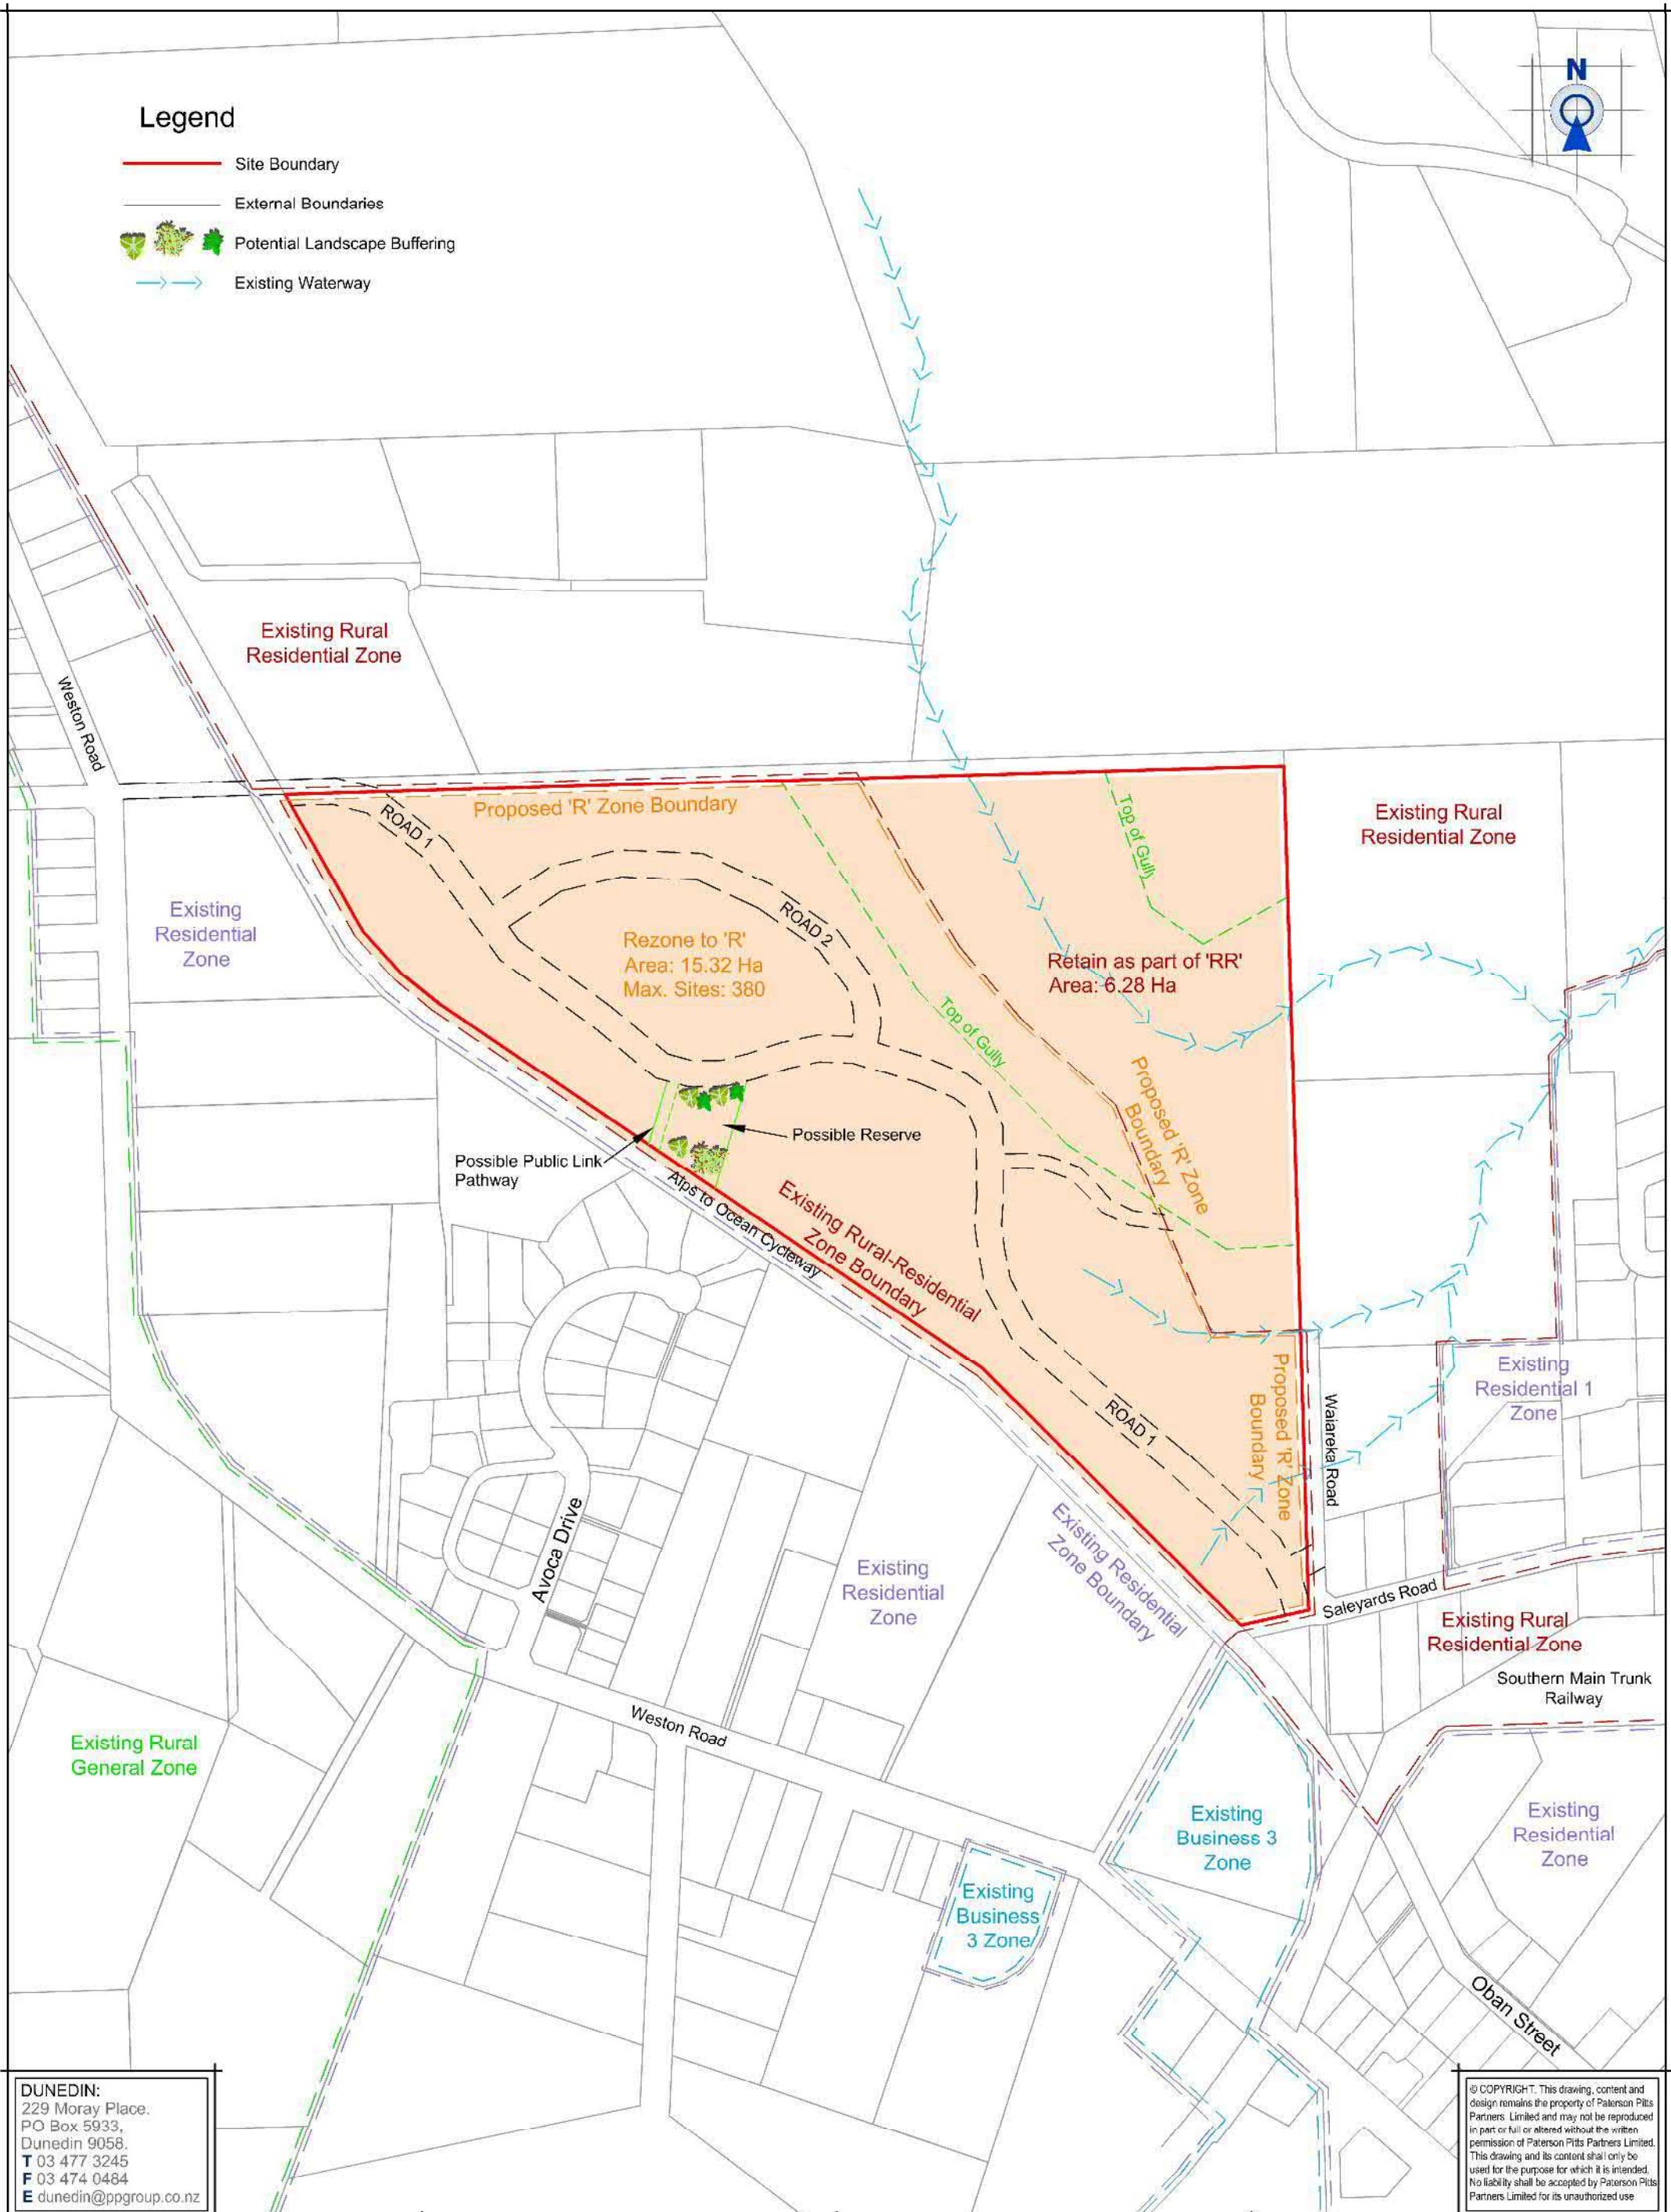 N
Legend
Site Boundary
External Boundaries
Potential Landscape Buffering
Existing Waterway
Existing Rural
Residential Zone
Weston Road
Proposed 'R' Zone Boundary
ROAD 1
Top of Gully
Existing Rural
Residential Zone
Existing
Residential
Zone
ROAD 2
Rezone to 'R'
Area: 15.32 Ha
Max. Sites: 380
Retain as part of 'RR'
Area: 6.28 Ha
Top of Gully
Proposed 'R' Zone
Boundary
Possible Reserve
Possible Public Link
Pathway
Alps to Ocean Cycleway
Existing Rural-Residential
Zone Boundary
Proposed 'R' Zone
Boundary
Waiareka Road
Existing
Residential 1
Zone
ROAD 1
Avoca Drive
Existing
Residential
Zone
Existing Residential
Zone Boundary
Saleyards Road
Existing Rural
Residential Zone
Southern Main Trunk
Railway
Weston Road
Existing Rural
General Zone
Existing
Business 3
Zone
Existing
Residential
Zone
Existing
Business
3 Zone
Oban Street
DUNEDIN:
229 Moray Place.
PO Box 5933,
Dunedin 9058.
T 03 477 3245
F 03 474 0484
E dunedin@ppgroup.co.nz
© COPYRIGHT. This drawing, content and
design remains the property of Paterson Pitts
Partners Limited and may not be reproduced
in part or full or altered without the written
permission of Paterson Pitts Partners Limited.
This drawing and its content shall only be
used for the purpose for which it is intended.
No liability shall be accepted by Paterson Pitts
Partners Limited for its unauthorized use